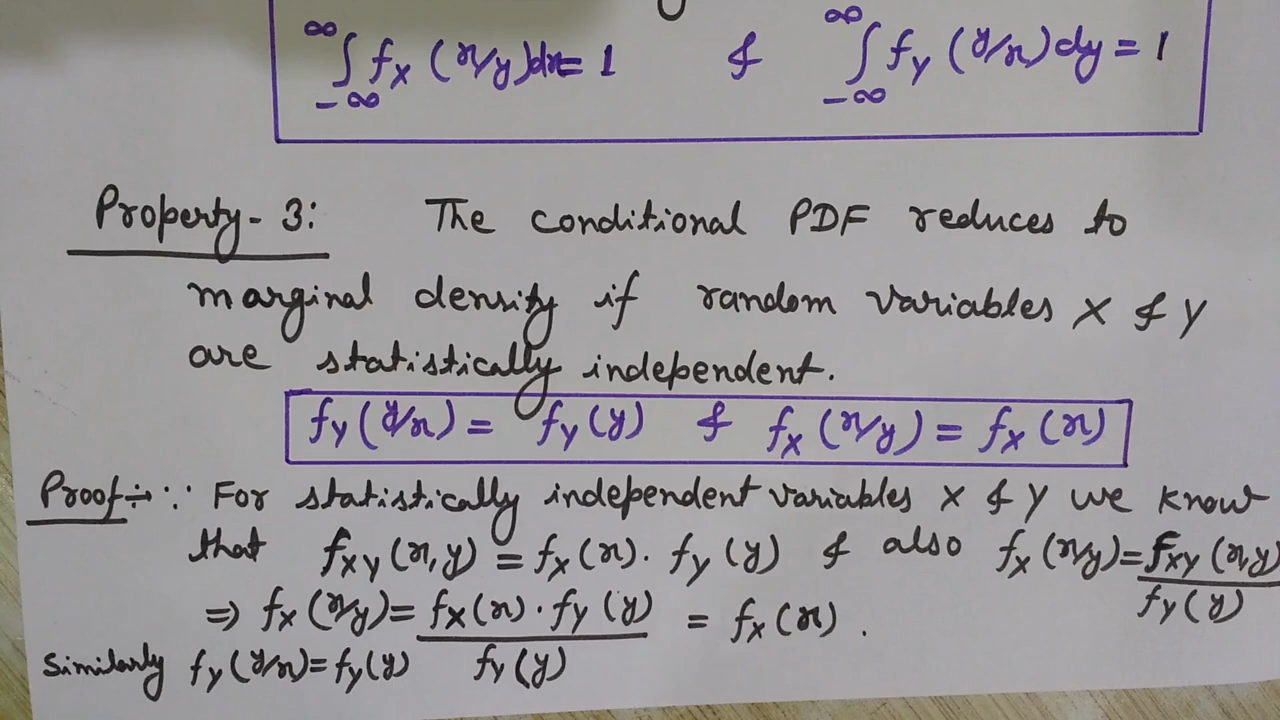 ∞∫-∞ fx (x/y)dx = 1 & ∞∫-∞ fy (y/x)dy = 1
Property-3: The conditional PDF reduces to
marginal density if random variables X & Y
are statistically independent.
fy (y/x) = fy (y) & fx (x/y) = fx (x)
Proof÷ ∵ For statistically independent variables X & Y we know
that fxy (x,y) = fx (x). fy (y) & also fx (x/y) = fxy (x,y) / fy (y)
⇒ fx (x/y) = fx (x) · fy (y) / fy (y) = fx (x).
Similarly fy (y/x) = fy (y)